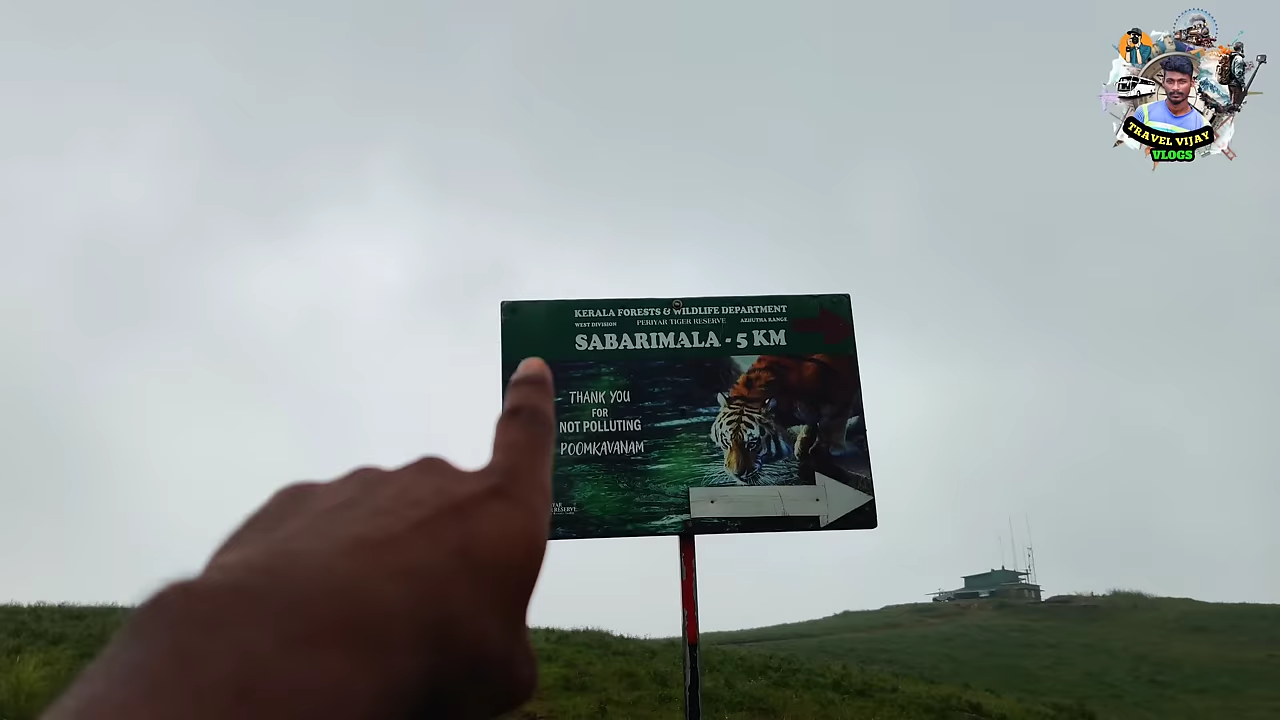 KERALA FORESTS & WILDLIFE DEPARTMENT
WEST DIVISION PERIYAR TIGER RESERVE AZHUTHA RANGE
SABARIMALA - 5 KM
THANK YOU
FOR
NOT POLLUTING
POOMKAVANAM
RESERVE
TRAVEL VIJAY
VLOGS